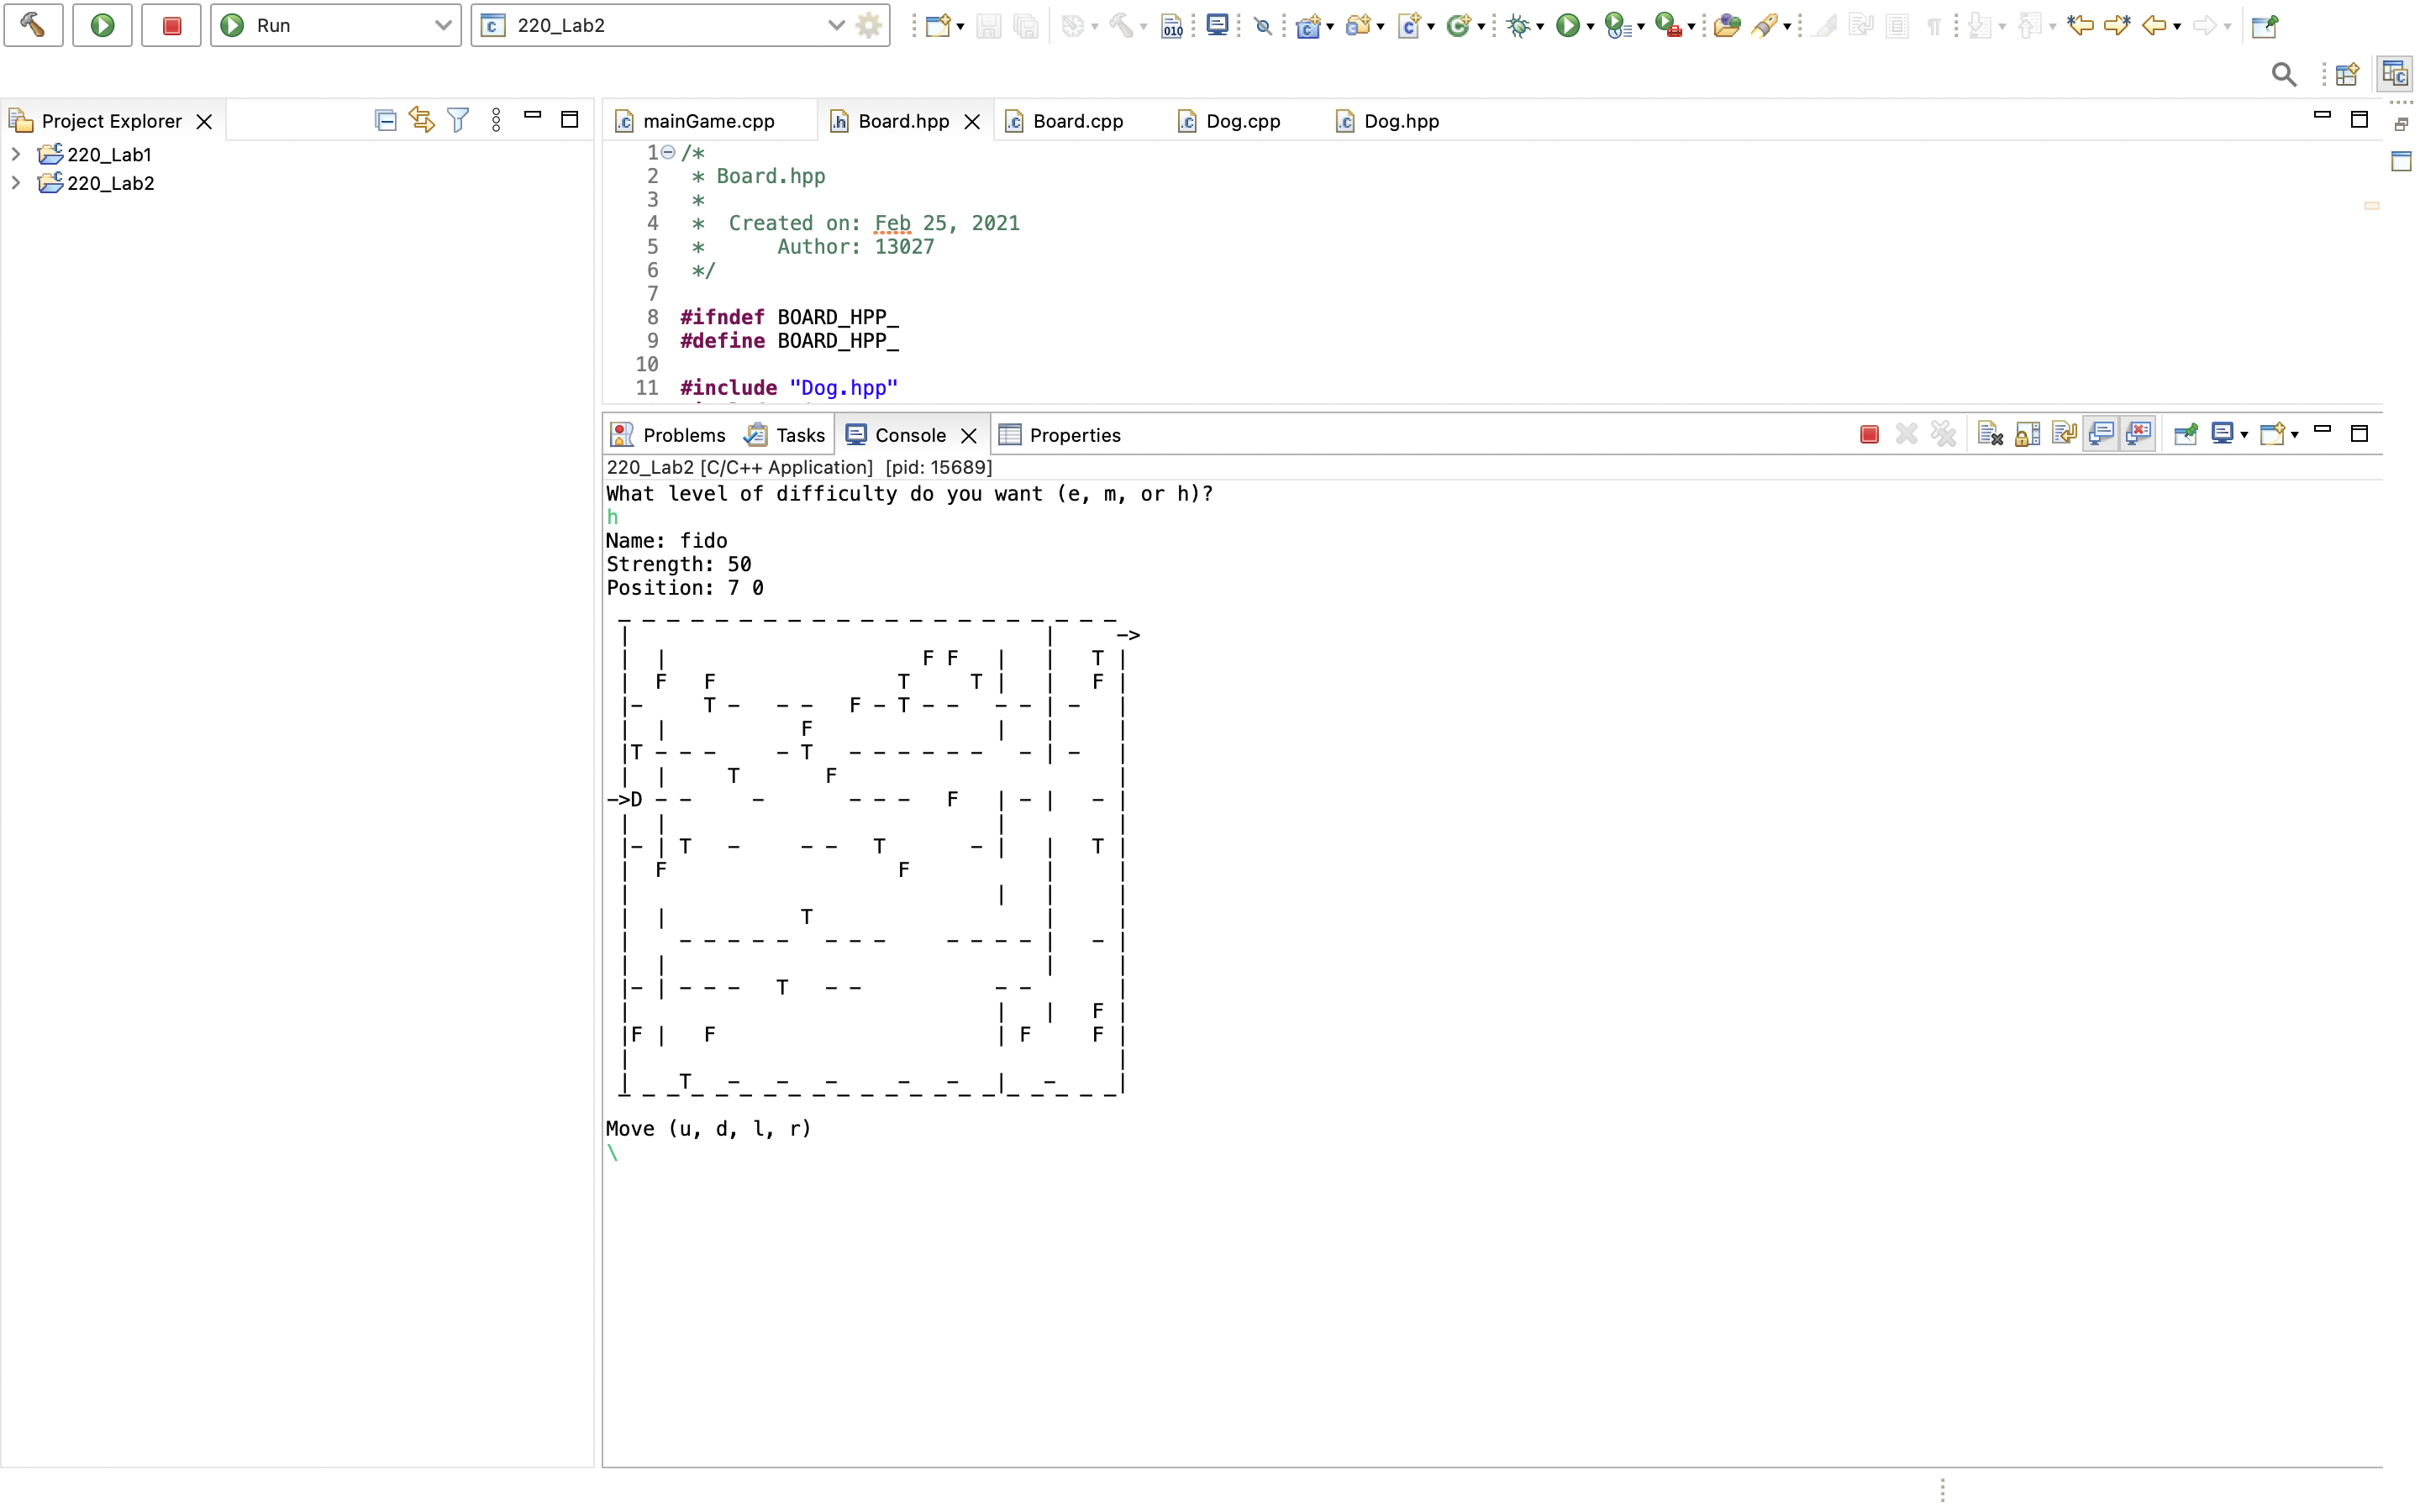 Run
220_Lab2
Project Explorer
220_Lab1
220_Lab2
mainGame.cpp Board.hpp Board.cpp Dog.cpp Dog.hpp
1 /*
2  * Board.hpp
3  *
4  *  Created on: Feb 25, 2021
5  *      Author: 13027
6  */
7
8 #ifndef BOARD_HPP_
9 #define BOARD_HPP_
10
11 #include "Dog.hpp"
Problems Tasks Console Properties
220_Lab2 [C/C++ Application] [pid: 15689]
What level of difficulty do you want (e, m, or h)?
h
Name: fido
Strength: 50
Position: 7 0
 _ _ _ _ _ _ _ _ _ _ _ _ _ _ _ _ _ _ _ _ _
 |                                  |     ->
 |  |                     F F   |   |   T |
 |  F   F               T     T |   |   F |
 |-     T -   - -   F - T - -   - - | -   |
 |  |           F               |   |     |
 |T - - -     - T   - - - - - -   - | -   |
 |  |     T       F                       |
->D - -     -       - - -   F   | - |   - |
 |  |                           |         |
 |- | T   -     - -   T       - |   |   T |
 |  F                   F           |     |
 |                              |   |     |
 |  |           T                   |     |
 |    - - - - -   - - -     - - - - |   - |
 |  |                               |     |
 |- | - - -   T   - -           - -       |
 |                              |   |   F |
 |F |   F                       | F     F |
 |                                        |
 |    T   -   -   -     -   -   |   -     |
 _ _ _ _ _ _ _ _ _ _ _ _ _ _ _ _ _ _ _ _ _
Move (u, d, l, r)
\